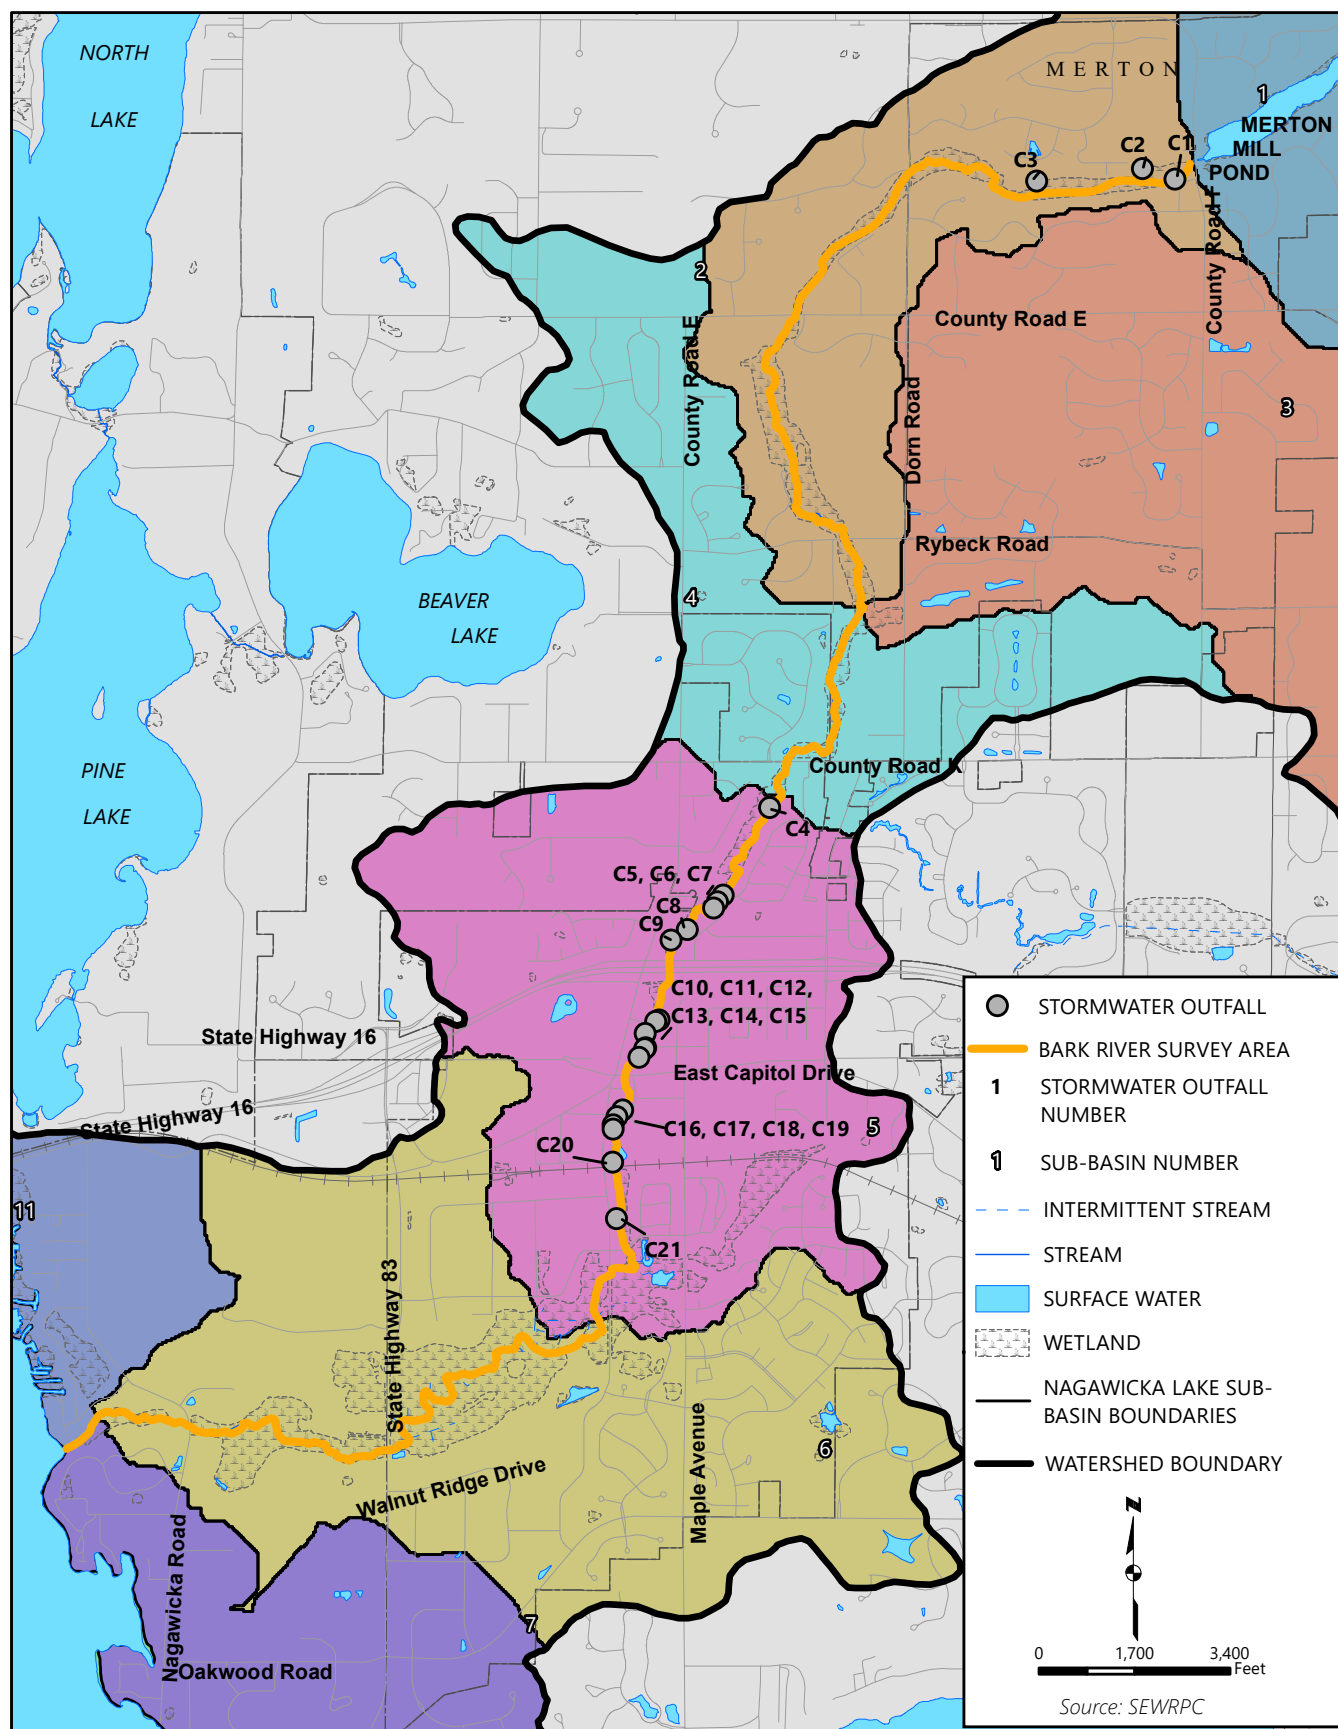 NORTH
LAKE
MERTON
1
MERTON
MILL
POND
C1
C2
C3
County Road F
2
County Road E
County Road E
Dorn Road
3
Rybeck Road
BEAVER
LAKE
4
PINE
LAKE
County Road K
C4
C5, C6, C7
C8
C9
C10, C11, C12,
C13, C14, C15
State Highway 16
East Capitol Drive
State Highway 16
C16, C17, C18, C19
5
C20
11
C21
State Highway 83
Maple Avenue
6
Walnut Ridge Drive
Nagawicka Road
7
Oakwood Road
STORMWATER OUTFALL
BARK RIVER SURVEY AREA
1 STORMWATER OUTFALL
NUMBER
1 SUB-BASIN NUMBER
INTERMITTENT STREAM
STREAM
SURFACE WATER
WETLAND
NAGAWICKA LAKE SUB-
BASIN BOUNDARIES
WATERSHED BOUNDARY
N
0 1,700 3,400
Feet
Source: SEWRPC